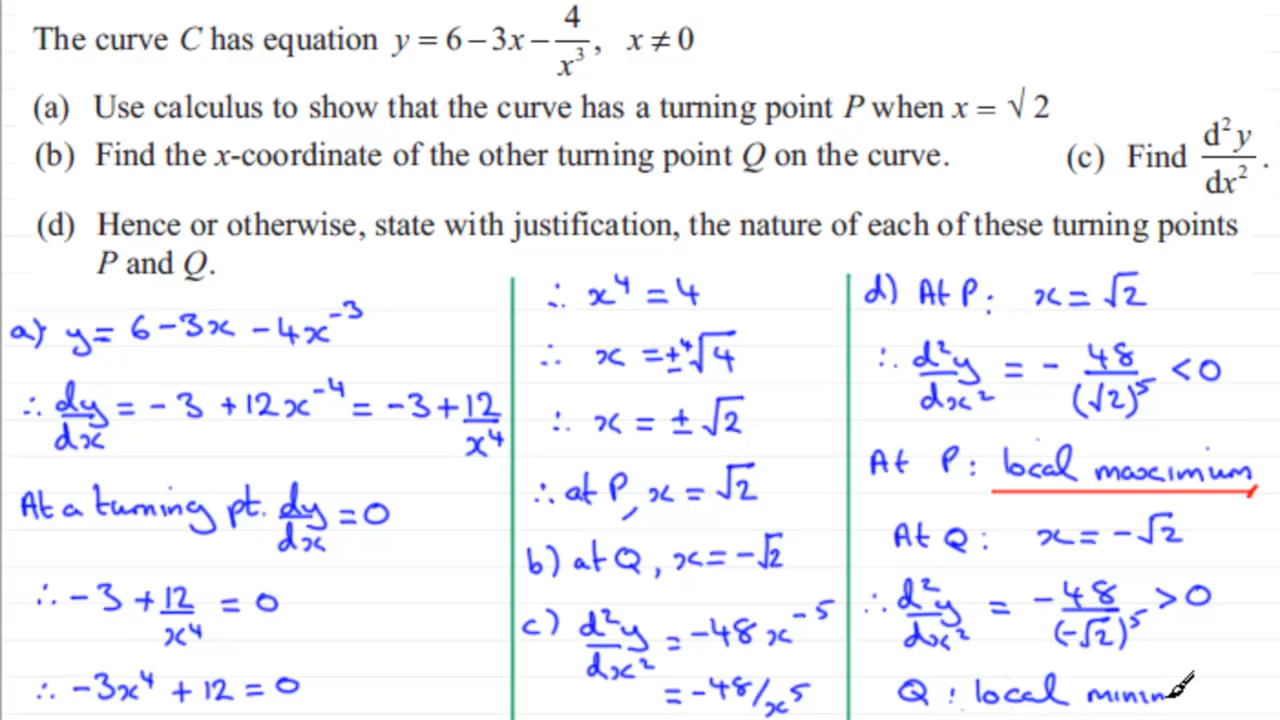 The curve C has equation y = 6 − 3x − 4/x³, x ≠ 0
(a) Use calculus to show that the curve has a turning point P when x = √2
(b) Find the x-coordinate of the other turning point Q on the curve. (c) Find d²y/dx².
(d) Hence or otherwise, state with justification, the nature of each of these turning points
P and Q.
a) y = 6 − 3x − 4x⁻³
∴ dy/dx = −3 + 12x⁻⁴ = −3 + 12/x⁴
At a turning pt. dy/dx = 0
∴ −3 + 12/x⁴ = 0
∴ −3x⁴ + 12 = 0
∴ x⁴ = 4
∴ x = ±⁴√4
∴ x = ±√2
∴ at P, x = √2
b) at Q, x = −√2
c) d²y/dx² = −48x⁻⁵
= −48/x⁵
d) At P: x = √2
∴ d²y/dx² = − 48/(√2)⁵ < 0
At P: local maximum
At Q: x = −√2
∴ d²y/dx² = −48/(−√2)⁵ > 0
Q: local minim